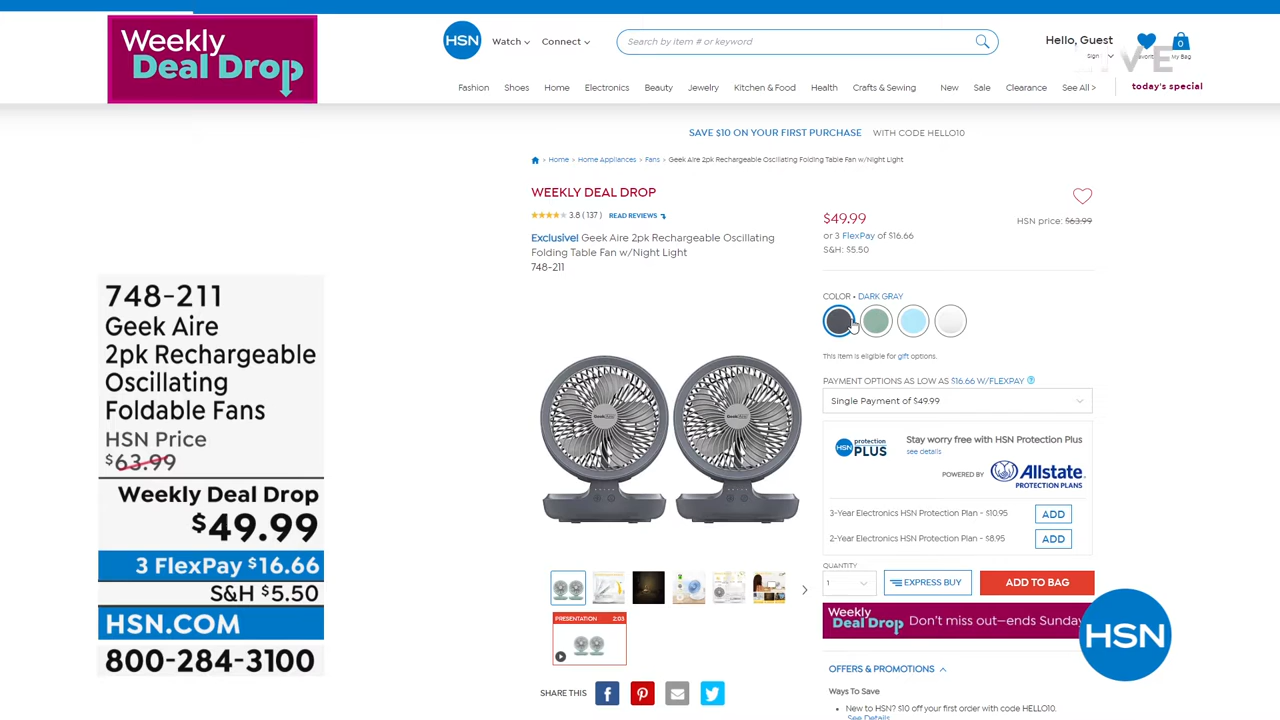 Weekly
Deal Drop
HSN
Watch
Connect
Search by item # or keyword
Hello, Guest
Sign
0
My Bag
Fashion
Shoes
Home
Electronics
Beauty
Jewelry
Kitchen & Food
Health
Crafts & Sewing
New
Sale
Clearance
See All >
today's special
SAVE $10 ON YOUR FIRST PURCHASE WITH CODE HELLO10
Home > Home Appliances > Fans > Geek Aire 2pk Rechargeable Oscillating Folding Table Fan w/Night Light
WEEKLY DEAL DROP
3.8 (137) READ REVIEWS
Exclusive! Geek Aire 2pk Rechargeable Oscillating
Folding Table Fan w/Night Light
748-211
$49.99
HSN price: $63.99
or 3 FlexPay of $16.66
S&H: $5.50
COLOR • DARK GRAY
This item is eligible for gift options.
PAYMENT OPTIONS AS LOW AS $16.66 W/FLEXPAY
Single Payment of $49.99
HSN protection PLUS
Stay worry free with HSN Protection Plus
see details
POWERED BY Allstate
PROTECTION PLANS
3-Year Electronics HSN Protection Plan - $10.95 ADD
2-Year Electronics HSN Protection Plan - $8.95 ADD
QUANTITY
1
EXPRESS BUY
ADD TO BAG
Weekly
Deal Drop Don't miss out—ends Sunday
HSN
OFFERS & PROMOTIONS
Ways To Save
New to HSN? $10 off your first order with code HELLO10.
See Details
GeekAire
GeekAire
PRESENTATION 2:03
SHARE THIS
748-211
Geek Aire
2pk Rechargeable
Oscillating
Foldable Fans
HSN Price
$63.99
Weekly Deal Drop
$49.99
3 FlexPay $16.66
S&H $5.50
HSN.COM
800-284-3100